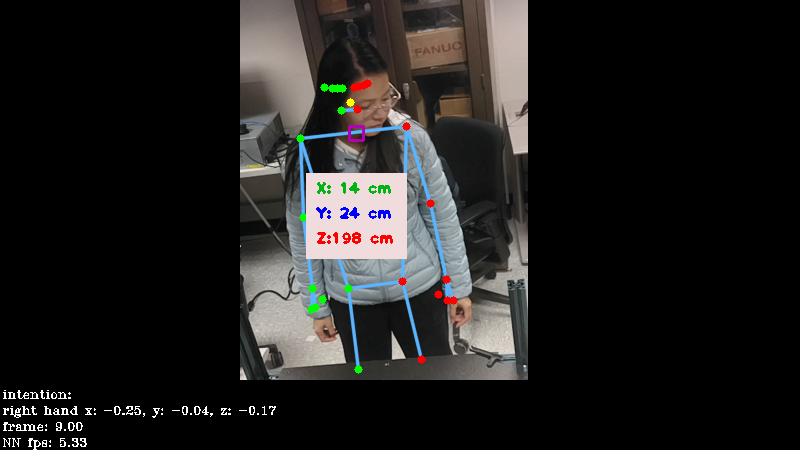 FANUC
X: 14 cm
Y: 24 cm
Z:198 cm
intention:
right hand x: -0.25, y: -0.04, z: -0.17
frame: 9.00
NN fps: 5.33